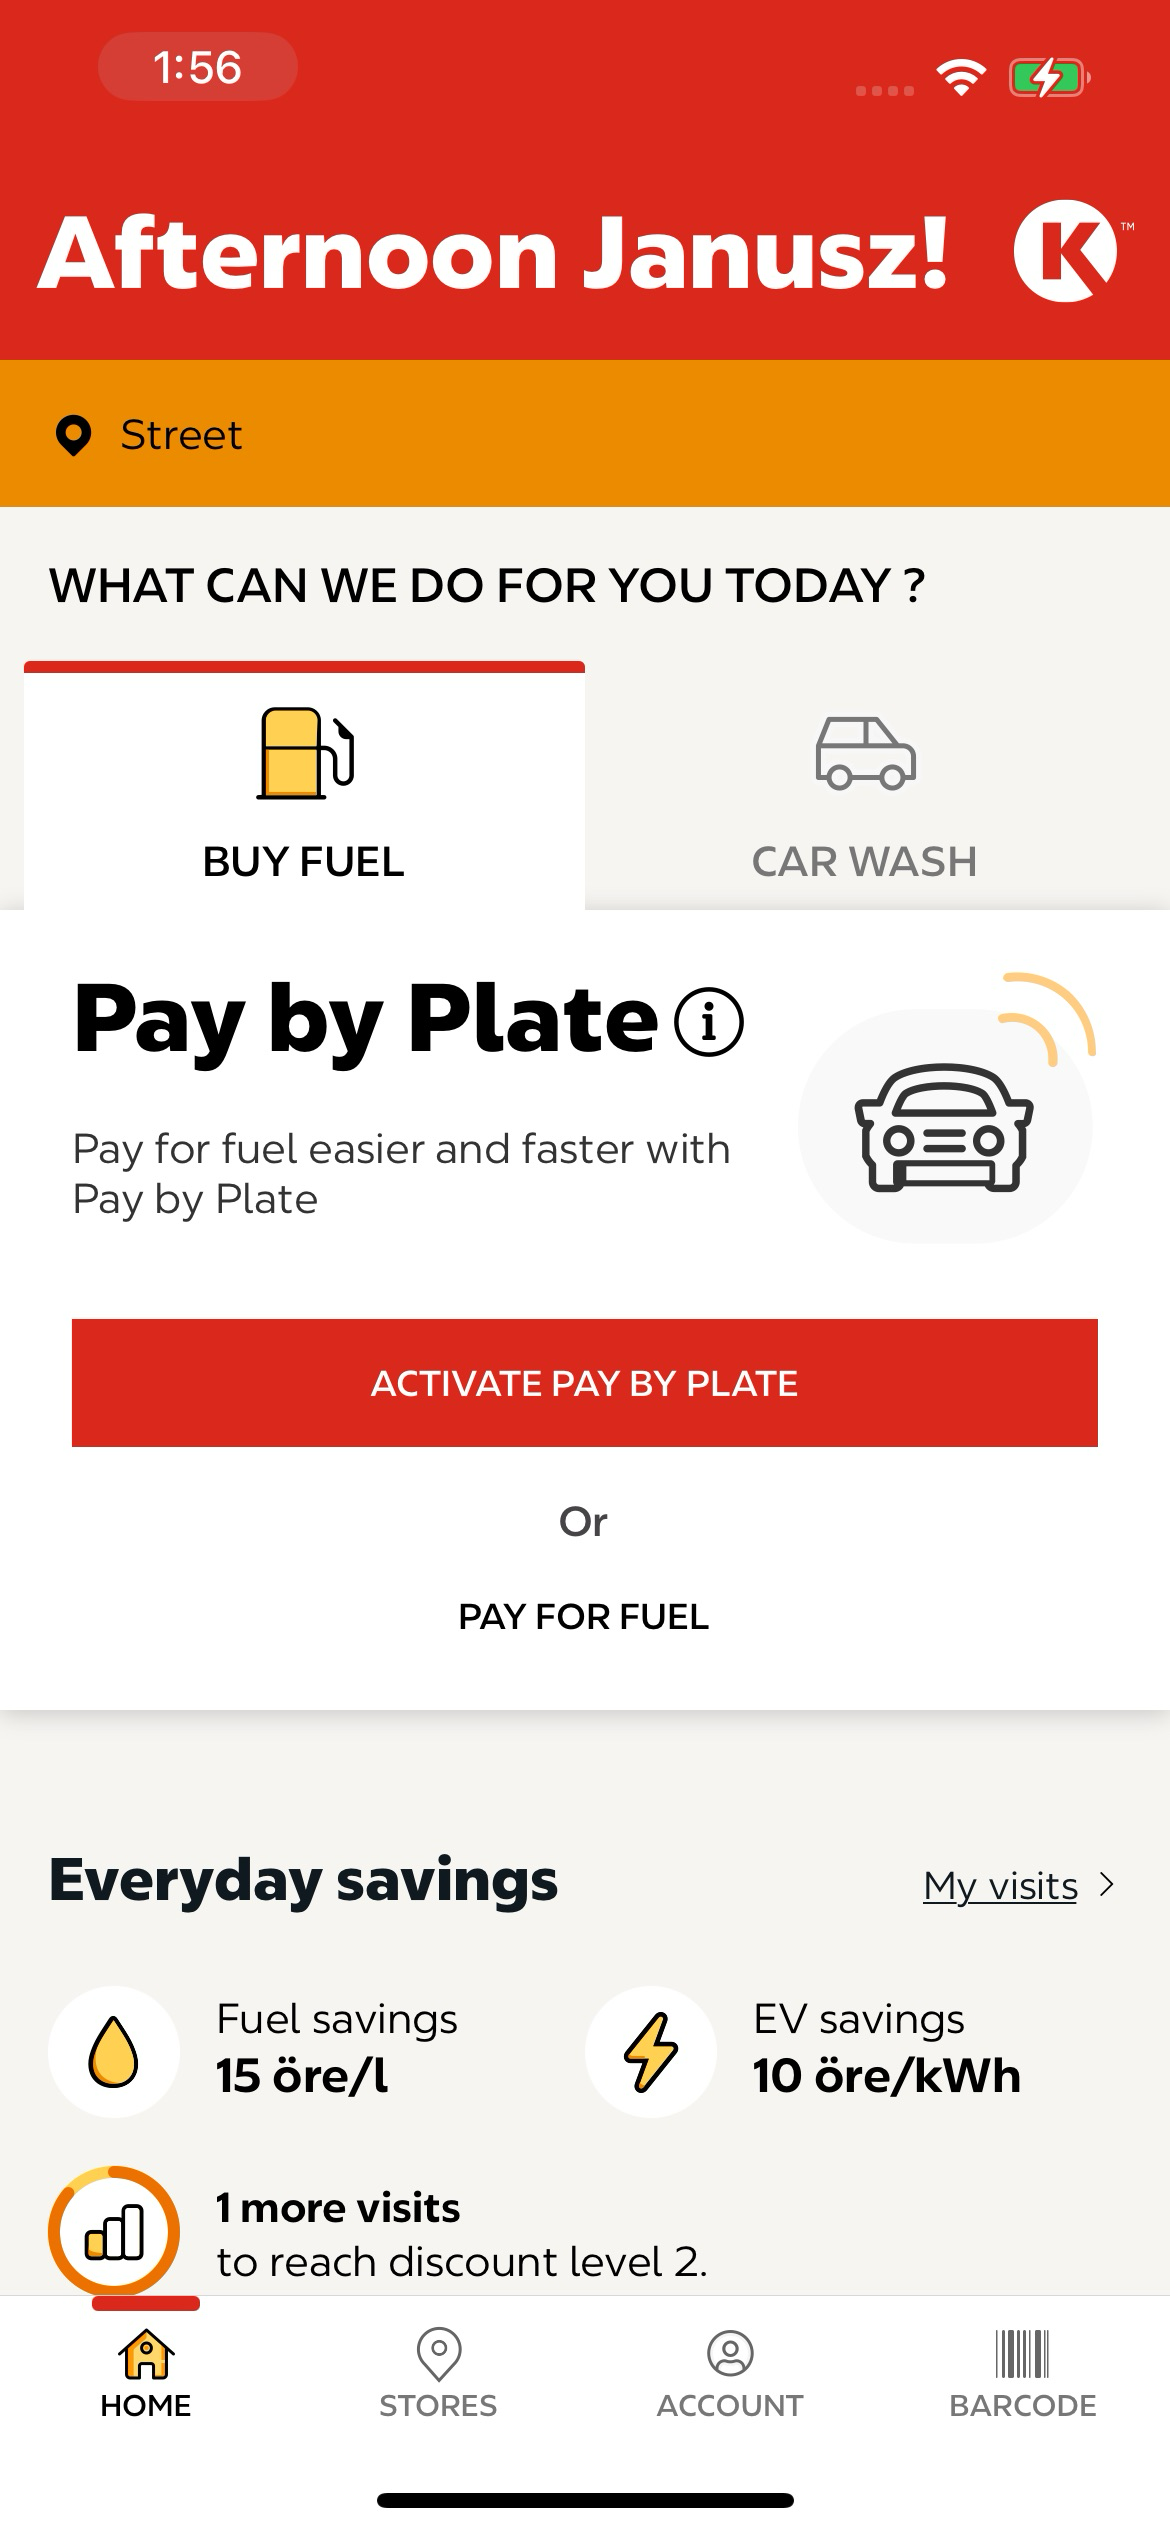 1:56
Afternoon Janusz!
K
™
Street
WHAT CAN WE DO FOR YOU TODAY ?
BUY FUEL
CAR WASH
Pay by Plate
Pay for fuel easier and faster with
Pay by Plate
ACTIVATE PAY BY PLATE
Or
PAY FOR FUEL
Everyday savings
My visits
Fuel savings
15 öre/l
EV savings
10 öre/kWh
1 more visits
to reach discount level 2.
HOME
STORES
ACCOUNT
BARCODE